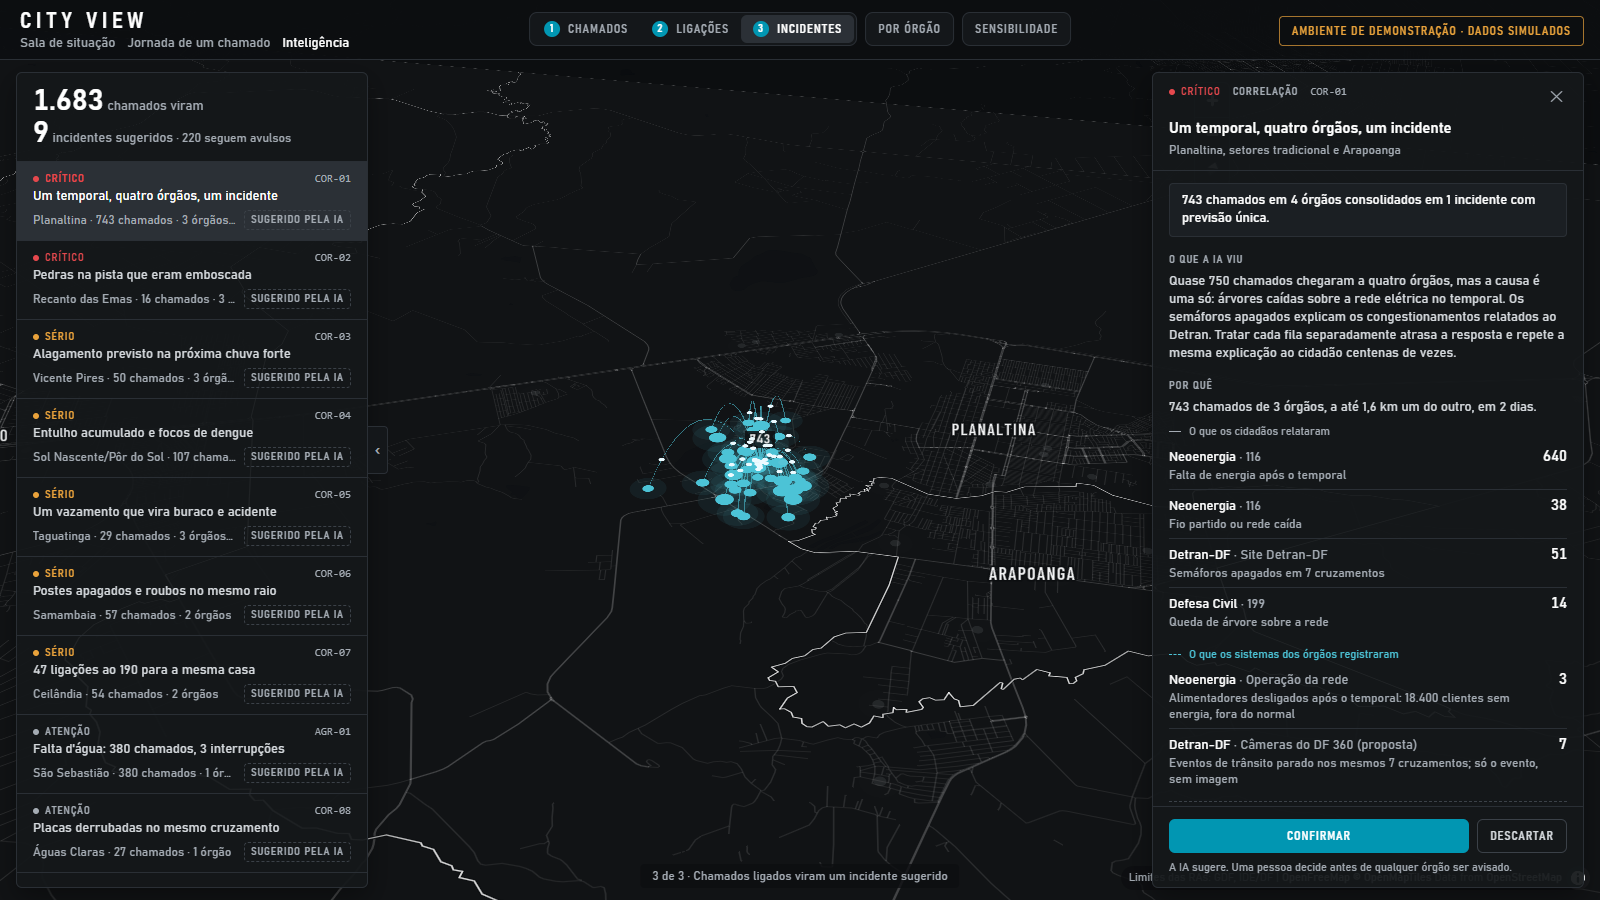 CITY VIEW
Sala de situação Jornada de um chamado Inteligência
1 CHAMADOS 2 LIGAÇÕES 3 INCIDENTES POR ÓRGÃO SENSIBILIDADE
AMBIENTE DE DEMONSTRAÇÃO · DADOS SIMULADOS
1.683 chamados viram
9 incidentes sugeridos · 220 seguem avulsos
CRÍTICO COR-01
Um temporal, quatro órgãos, um incidente
Planaltina · 743 chamados · 3 órgãos... SUGERIDO PELA IA
CRÍTICO COR-02
Pedras na pista que eram emboscada
Recanto das Emas · 16 chamados · 3 ... SUGERIDO PELA IA
SÉRIO COR-03
Alagamento previsto na próxima chuva forte
Vicente Pires · 50 chamados · 3 órgã... SUGERIDO PELA IA
SÉRIO COR-04
Entulho acumulado e focos de dengue
Sol Nascente/Pôr do Sol · 107 chama... SUGERIDO PELA IA
SÉRIO COR-05
Um vazamento que vira buraco e acidente
Taguatinga · 29 chamados · 3 órgãos... SUGERIDO PELA IA
SÉRIO COR-06
Postes apagados e roubos no mesmo raio
Samambaia · 57 chamados · 2 órgãos SUGERIDO PELA IA
SÉRIO COR-07
47 ligações ao 190 para a mesma casa
Ceilândia · 54 chamados · 2 órgãos SUGERIDO PELA IA
ATENÇÃO AGR-01
Falta d'água: 380 chamados, 3 interrupções
São Sebastião · 380 chamados · 1 ór... SUGERIDO PELA IA
ATENÇÃO COR-08
Placas derrubadas no mesmo cruzamento
Águas Claras · 27 chamados · 1 órgão SUGERIDO PELA IA
743
PLANALTINA
ARAPOANGA
3 de 3 · Chamados ligados viram um incidente sugerido
CRÍTICO CORRELAÇÃO COR-01
Um temporal, quatro órgãos, um incidente
Planaltina, setores tradicional e Arapoanga
743 chamados em 4 órgãos consolidados em 1 incidente com
previsão única.
O QUE A IA VIU
Quase 750 chamados chegaram a quatro órgãos, mas a causa é
uma só: árvores caídas sobre a rede elétrica no temporal. Os
semáforos apagados explicam os congestionamentos relatados ao
Detran. Tratar cada fila separadamente atrasa a resposta e repete a
mesma explicação ao cidadão centenas de vezes.
POR QUÊ
743 chamados de 3 órgãos, a até 1,6 km um do outro, em 2 dias.
O que os cidadãos relataram
Neoenergia · 116 640
Falta de energia após o temporal
Neoenergia · 116 38
Fio partido ou rede caída
Detran-DF · Site Detran-DF 51
Semáforos apagados em 7 cruzamentos
Defesa Civil · 199 14
Queda de árvore sobre a rede
O que os sistemas dos órgãos registraram
Neoenergia · Operação da rede 3
Alimentadores desligados após o temporal: 18.400 clientes sem
energia, fora do normal
Detran-DF · Câmeras do DF 360 (proposta) 7
Eventos de trânsito parado nos mesmos 7 cruzamentos; só o evento,
sem imagem
CONFIRMAR DESCARTAR
A IA sugere. Uma pessoa decide antes de qualquer órgão ser avisado.